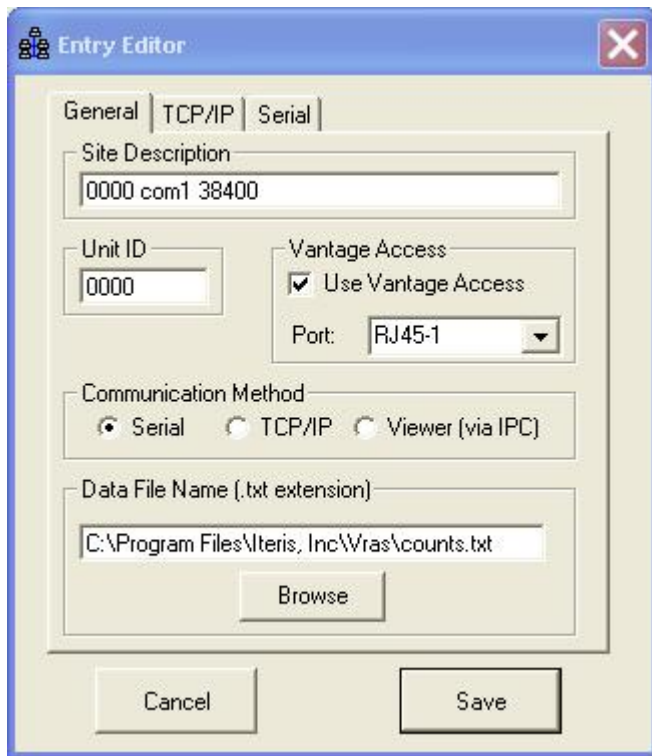 Entry Editor
General TCP/IP Serial
Site Description
0000 com1 38400
Unit ID
0000
Vantage Access
Use Vantage Access
Port: RJ45-1
Communication Method
Serial TCP/IP Viewer (via IPC)
Data File Name (.txt extension)
C:\Program Files\Iteris, Inc\Vras\counts.txt
Browse
Cancel Save